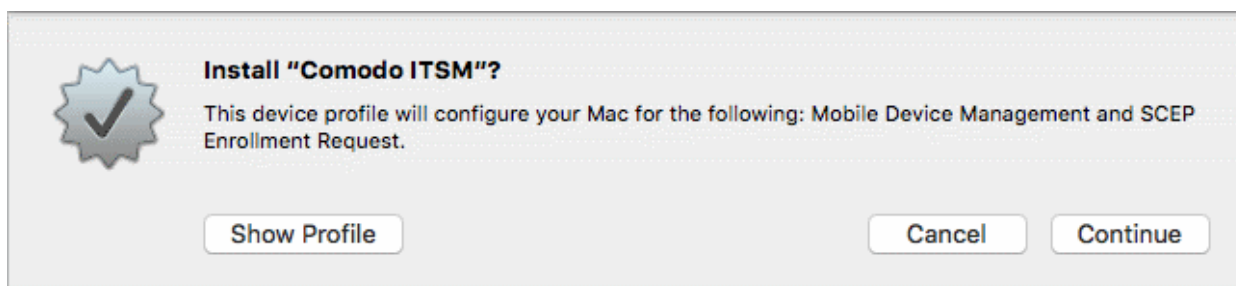 Install “Comodo ITSM”?
This device profile will configure your Mac for the following: Mobile Device Management and SCEP
Enrollment Request.
Show Profile
Cancel
Continue